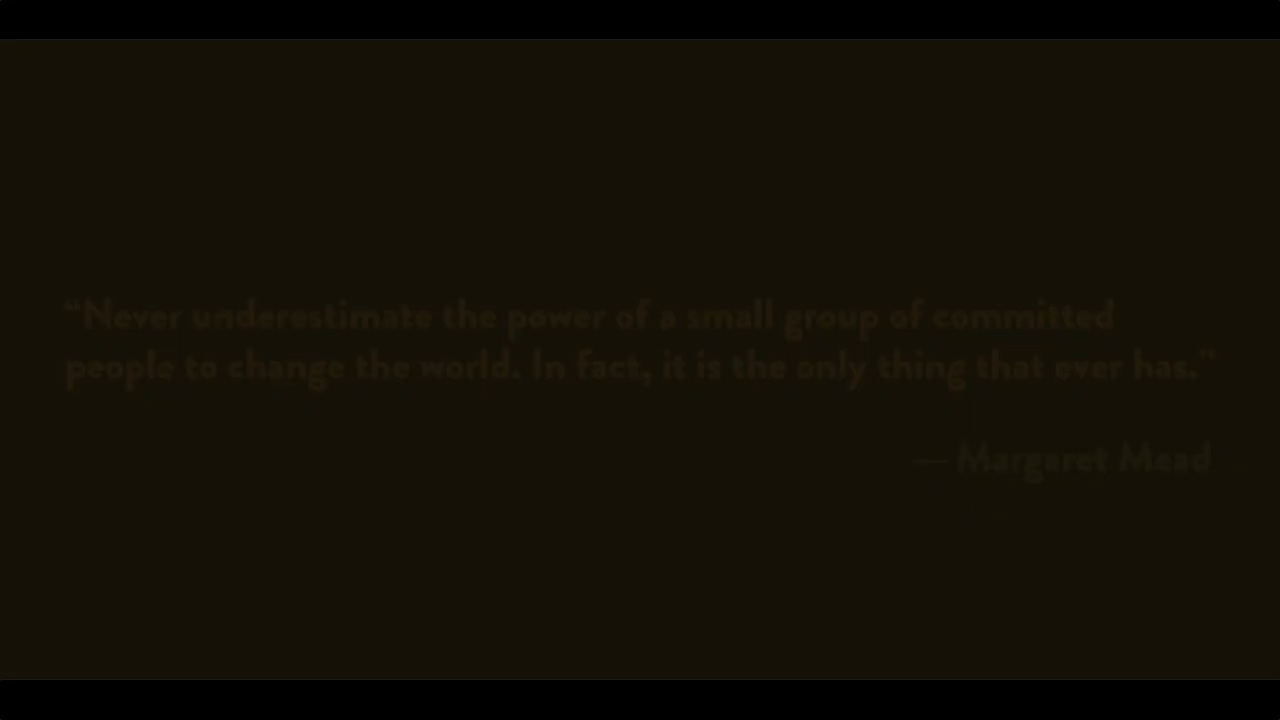 “Never underestimate the power of a small group of committed
people to change the world. In fact, it is the only thing that ever has.”
— Margaret Mead